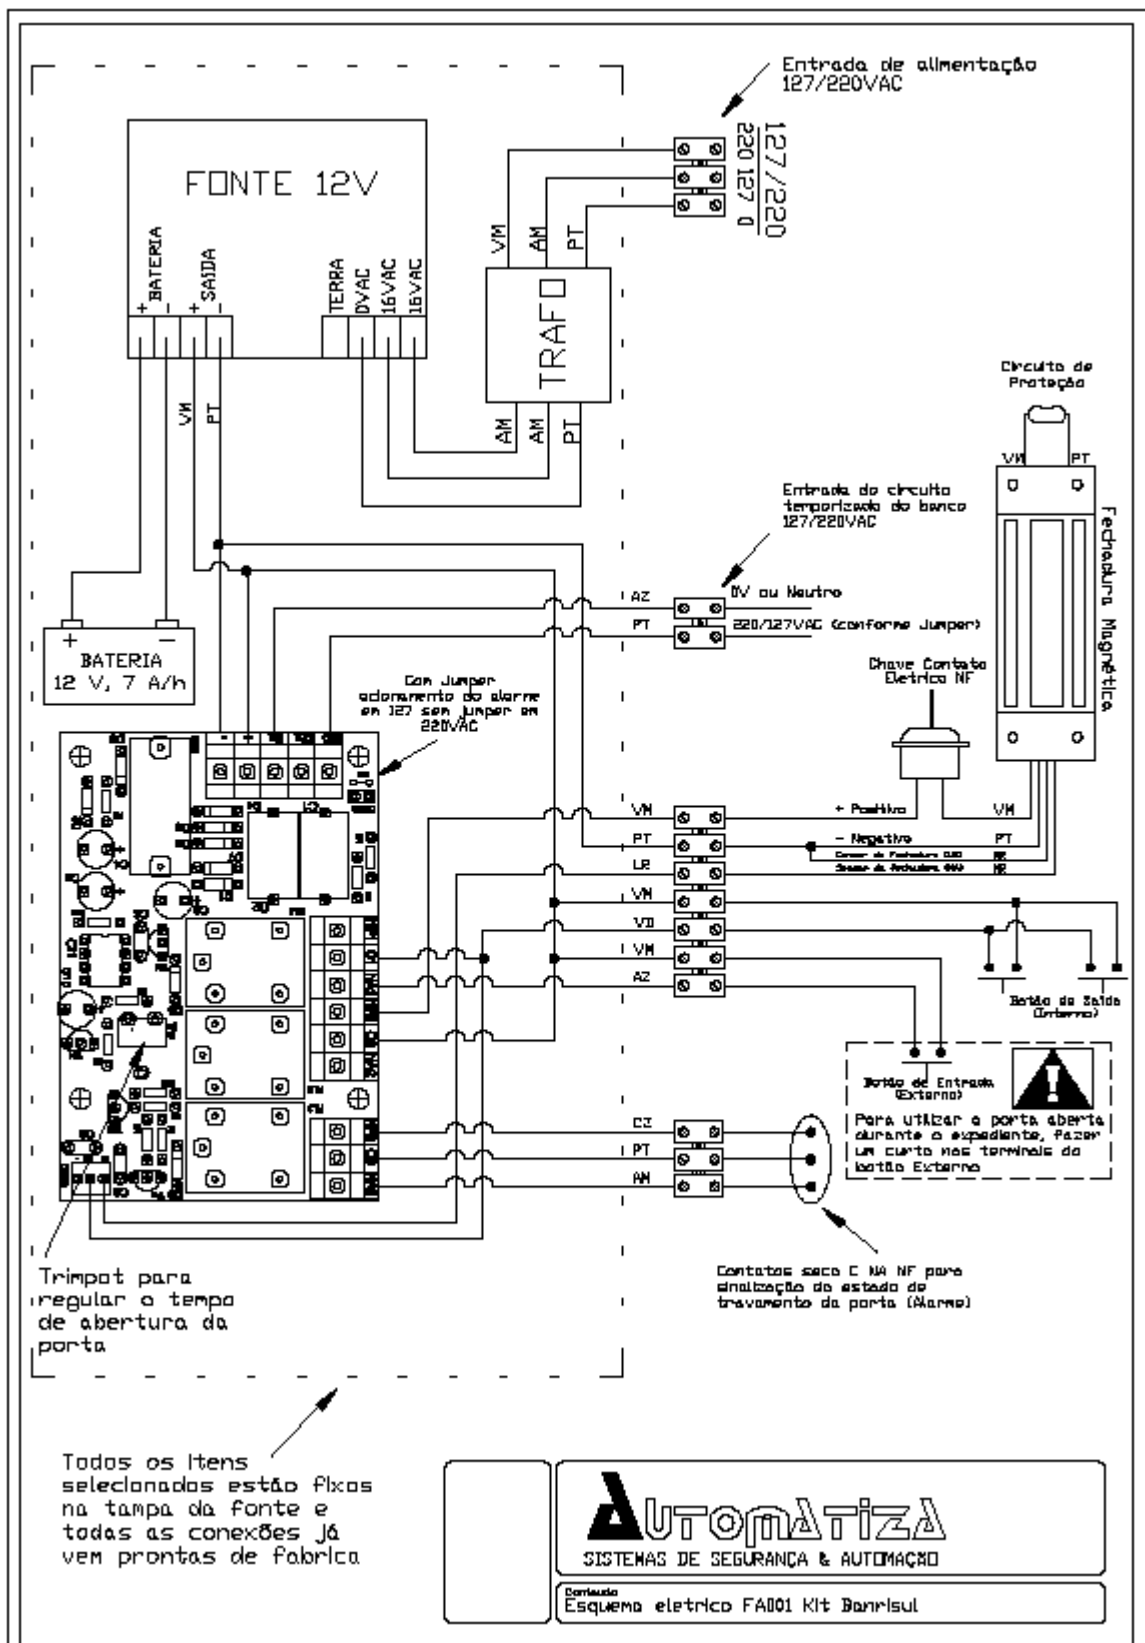 Entrada de alimentação
127/220VAC
127/220
220 127 0
FONTE 12V
+ BATERIA -
+ SAIDA -
TERRA
0VAC
16VAC
16VAC
VM
AM
PT
TRAFO
AM
AM
PT
VM
PT
Circuito de
Proteção
VM
PT
Fechadura Magnética
Entrada do circuito
temporizado do banco
127/220VAC
AZ
0V ou Neutro
PT
220/127VAC (conforme Jumper)
+ -
BATERIA
12 V, 7 A/h
Com Jumper
acionamento do alarme
em 127 sem jumper em
220VAC
Chave Contato
Eletrico NF
VM
+ Positivo
VM
PT
- Negativo
PT
LR
VM
VD
VM
AZ
Botão de Saída
(Interno)
Botão de Entrada
(Externo)
Para utilizar a porta aberta
durante o expediente, fazer
um curto nos terminais do
botão Externo
CZ
PT
AM
Contatos seco C NA NF para
sinalização do estado de
travamento da porta (Alarme)
Trimpot para
regular o tempo
de abertura da
porta
Todos os itens
selecionados estão fixos
na tampa da fonte e
todas as conexões já
vem prontas de fabrica
AUTOMATIZA
SISTEMAS DE SEGURANÇA & AUTOMAÇÃO
Conteudo
Esquema eletrico FA001 Kit Banrisul